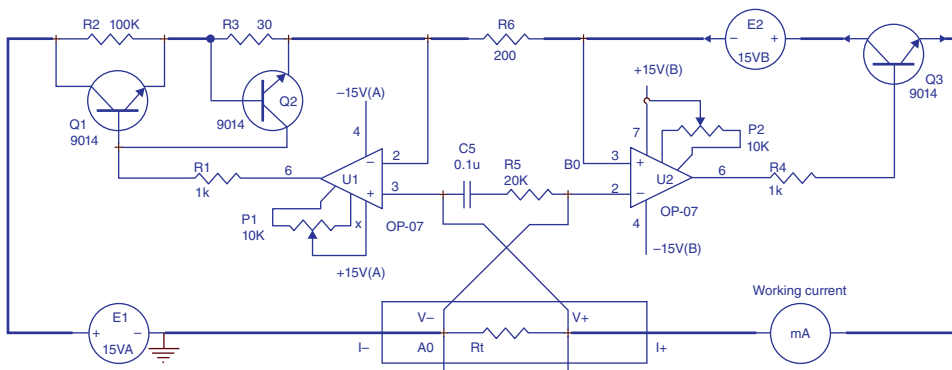 R2 100K
R3 30
R6
200
E2
− +
15VB
Q3
9014
Q1
9014
Q2
9014
−15V(A)
4
+15V(B)
7
P2
10K
R1
1k
6
−
2
U1
+
3
C5
0.1u
R5
20K
B0
3
+
2
−
U2
6
R4
1k
P1
10K
x
OP-07
OP-07
4
−15V(B)
+15V(A)
Working current
E1
+ −
15VA
V−
V+
mA
I−
A0
Rt
I+